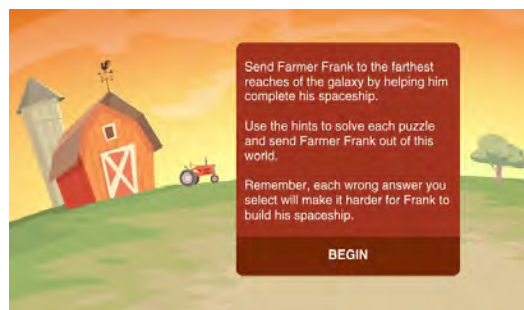 Send Farmer Frank to the farthest
reaches of the galaxy by helping him
complete his spaceship.
Use the hints to solve each puzzle
and send Farmer Frank out of this
world.
Remember, each wrong answer you
select will make it harder for Frank to
build his spaceship.
BEGIN